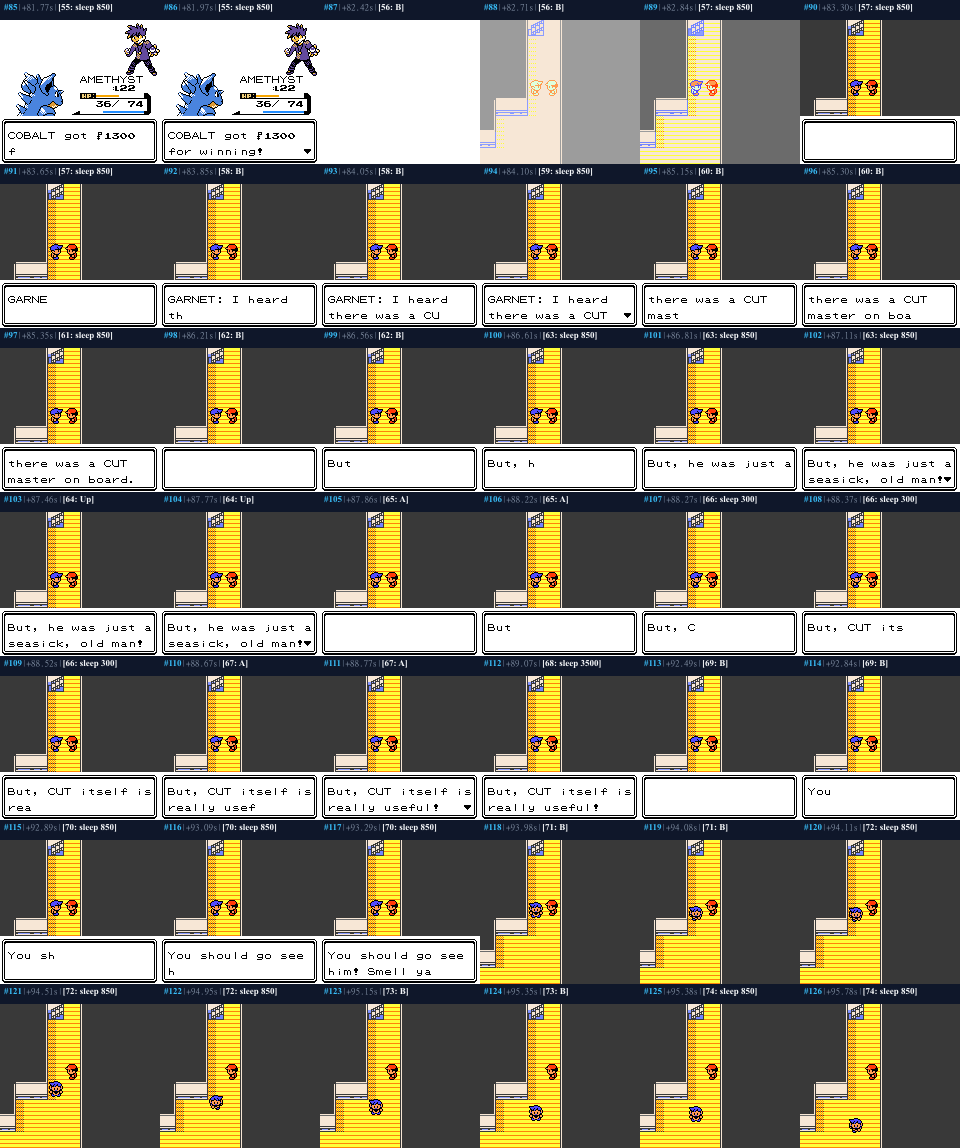 #85|+81.77s|[55: sleep 850]
AMETHYST
:L22
HP:
36/ 74
COBALT got ₽1300
f
#86|+81.97s|[55: sleep 850]
AMETHYST
:L22
HP:
36/ 74
COBALT got ₽1300
for winning! ▼
#87|+82.42s|[56: B]
#88|+82.71s|[56: B]
#89|+82.84s|[57: sleep 850]
#90|+83.30s|[57: sleep 850]
#91|+83.65s|[57: sleep 850]
GARNE
#92|+83.85s|[58: B]
GARNET: I heard
th
#93|+84.05s|[58: B]
GARNET: I heard
there was a CU
#94|+84.10s|[59: sleep 850]
GARNET: I heard
there was a CUT ▼
#95|+85.15s|[60: B]
there was a CUT
mast
#96|+85.30s|[60: B]
there was a CUT
master on boa
#97|+85.35s|[61: sleep 850]
there was a CUT
master on board.
#98|+86.21s|[62: B]
#99|+86.56s|[62: B]
But
#100|+86.61s|[63: sleep 850]
But, h
#101|+86.81s|[63: sleep 850]
But, he was just a
#102|+87.11s|[63: sleep 850]
But, he was just a
seasick, old man!▼
#103|+87.46s|[64: Up]
But, he was just a
seasick, old man!
#104|+87.77s|[64: Up]
But, he was just a
seasick, old man!▼
#105|+87.86s|[65: A]
#106|+88.22s|[65: A]
But
#107|+88.27s|[66: sleep 300]
But, C
#108|+88.37s|[66: sleep 300]
But, CUT its
#109|+88.52s|[66: sleep 300]
But, CUT itself is
rea
#110|+88.67s|[67: A]
But, CUT itself is
really usef
#111|+88.77s|[67: A]
But, CUT itself is
really useful! ▼
#112|+89.07s|[68: sleep 3500]
But, CUT itself is
really useful!
#113|+92.49s|[69: B]
#114|+92.84s|[69: B]
You
#115|+92.89s|[70: sleep 850]
You sh
#116|+93.09s|[70: sleep 850]
You should go see
h
#117|+93.29s|[70: sleep 850]
You should go see
him! Smell ya
#118|+93.98s|[71: B]
#119|+94.08s|[71: B]
#120|+94.11s|[72: sleep 850]
#121|+94.51s|[72: sleep 850]
#122|+94.95s|[72: sleep 850]
#123|+95.15s|[73: B]
#124|+95.35s|[73: B]
#125|+95.38s|[74: sleep 850]
#126|+95.78s|[74: sleep 850]